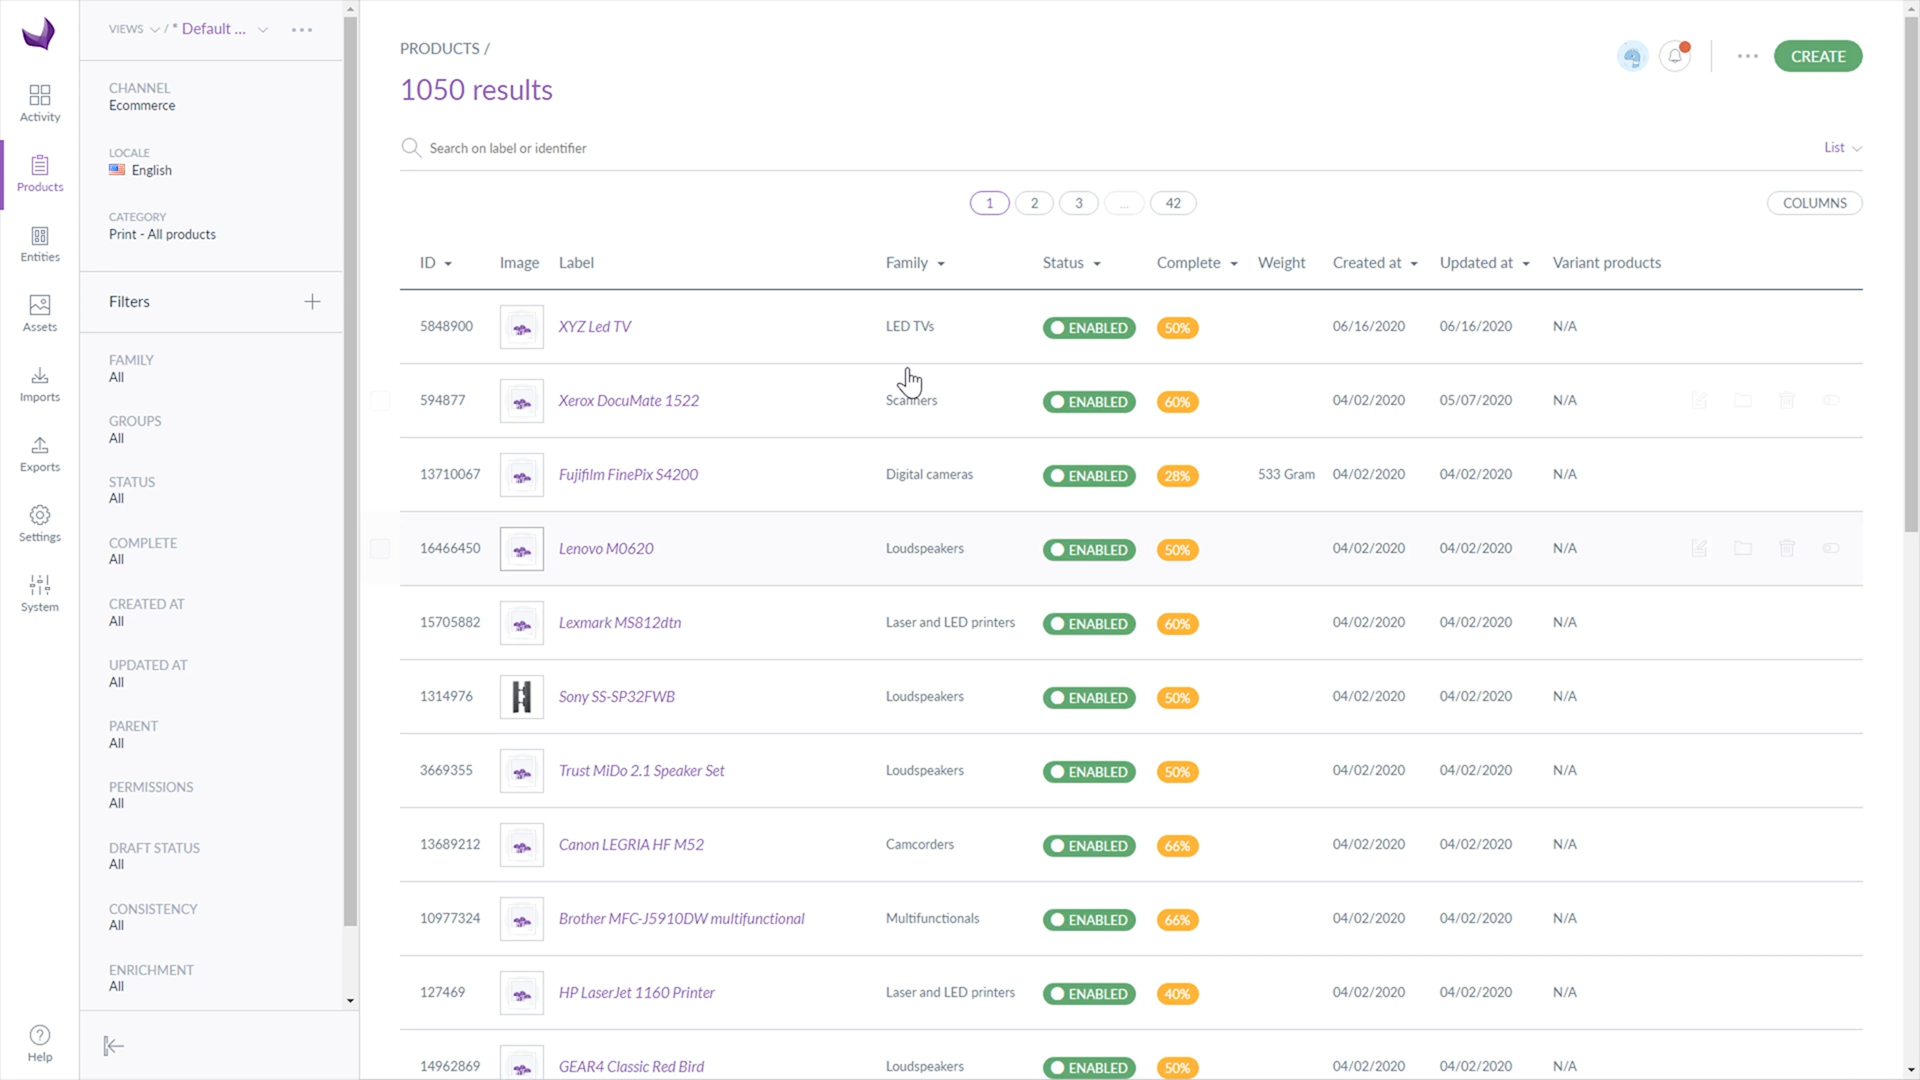 VIEWS / * Default ...
CHANNEL
Ecommerce
LOCALE
English
CATEGORY
Print - All products
Filters
FAMILY
All
GROUPS
All
STATUS
All
COMPLETE
All
CREATED AT
All
UPDATED AT
All
PARENT
All
PERMISSIONS
All
DRAFT STATUS
All
CONSISTENCY
All
ENRICHMENT
All
Activity
Products
Entities
Assets
Imports
Exports
Settings
System
Help
PRODUCTS /
1050 results
CREATE
Search on label or identifier
List
1 2 3 ... 42
COLUMNS
ID Image Label Family Status Complete Weight Created at Updated at Variant products
5848900 XYZ Led TV LED TVs ENABLED 50% 06/16/2020 06/16/2020 N/A
594877 Xerox DocuMate 1522 Scanners ENABLED 60% 04/02/2020 05/07/2020 N/A
13710067 Fujifilm FinePix S4200 Digital cameras ENABLED 28% 533 Gram 04/02/2020 04/02/2020 N/A
16466450 Lenovo M0620 Loudspeakers ENABLED 50% 04/02/2020 04/02/2020 N/A
15705882 Lexmark MS812dtn Laser and LED printers ENABLED 60% 04/02/2020 04/02/2020 N/A
1314976 Sony SS-SP32FWB Loudspeakers ENABLED 50% 04/02/2020 04/02/2020 N/A
3669355 Trust MiDo 2.1 Speaker Set Loudspeakers ENABLED 50% 04/02/2020 04/02/2020 N/A
13689212 Canon LEGRIA HF M52 Camcorders ENABLED 66% 04/02/2020 04/02/2020 N/A
10977324 Brother MFC-J5910DW multifunctional Multifunctionals ENABLED 66% 04/02/2020 04/02/2020 N/A
127469 HP LaserJet 1160 Printer Laser and LED printers ENABLED 40% 04/02/2020 04/02/2020 N/A
14962869 GEAR4 Classic Red Bird Loudspeakers ENABLED 50% 04/02/2020 04/02/2020 N/A